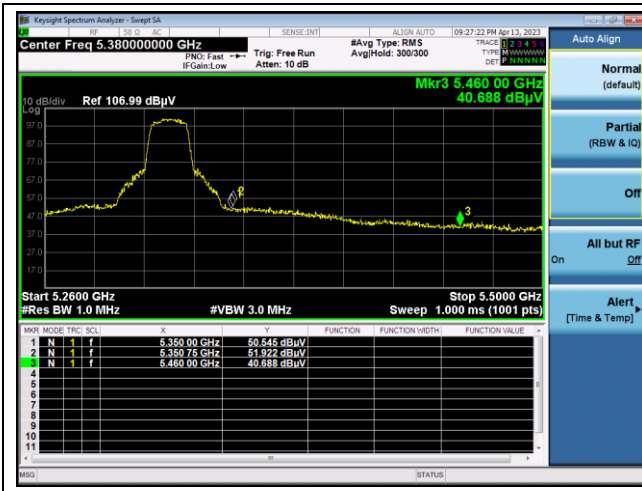 Keysight Spectrum Analyzer - Swept SA
RF 50 Ω AC SENSE:INT ALIGN AUTO 09:27:22 PM Apr 13, 2023
Center Freq 5.380000000 GHz #Avg Type: RMS TRACE 1 2 3 4 5 6
PNO: Fast Trig: Free Run Avg|Hold: 300/300 TYPE MWWWWW
IFGain:Low Atten: 10 dB DET P N N N N N
Mkr3 5.460 00 GHz
10 dB/div Ref 106.99 dBµV 40.688 dBµV
Log
97.0
87.0
77.0
67.0
57.0
47.0
37.0
27.0
17.0
3
Start 5.2600 GHz Stop 5.5000 GHz
#Res BW 1.0 MHz #VBW 3.0 MHz Sweep 1.000 ms (1001 pts)
MKR MODE TRC SCL X Y FUNCTION FUNCTION WIDTH FUNCTION VALUE
1 N 1 f 5.350 00 GHz 50.545 dBµV
2 N 1 f 5.350 75 GHz 51.922 dBµV
3 N 1 f 5.460 00 GHz 40.688 dBµV
4
5
6
7
8
9
10
11
MSG STATUS
Auto Align
Normal
(default)
Partial
(RBW & IQ)
Off
All but RF
On Off
Alert
[Time & Temp]